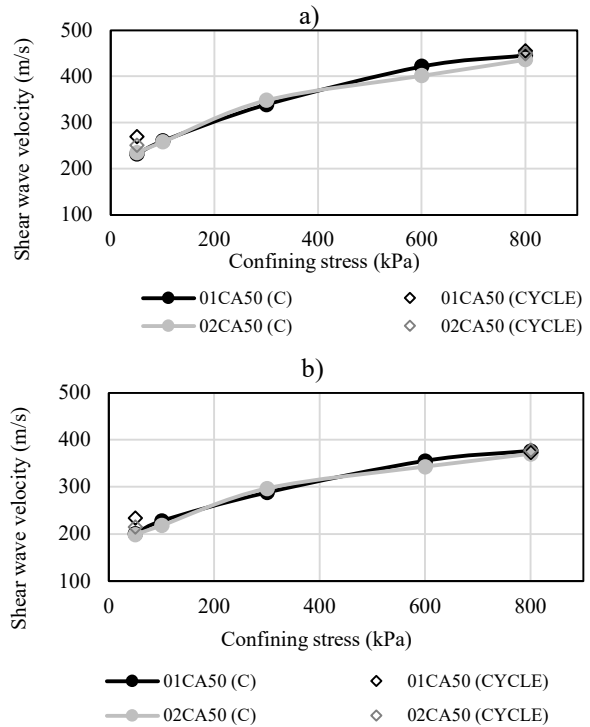 a)
500
400
300
200
100
Shear wave velocity (m/s)
0 200 400 600 800
Confining stress (kPa)
01CA50 (C) 01CA50 (CYCLE)
02CA50 (C) 02CA50 (CYCLE)
b)
500
400
300
200
100
Shear wave velocity (m/s)
0 200 400 600 800
Confining stress (kPa)
01CA50 (C) 01CA50 (CYCLE)
02CA50 (C) 02CA50 (CYCLE)